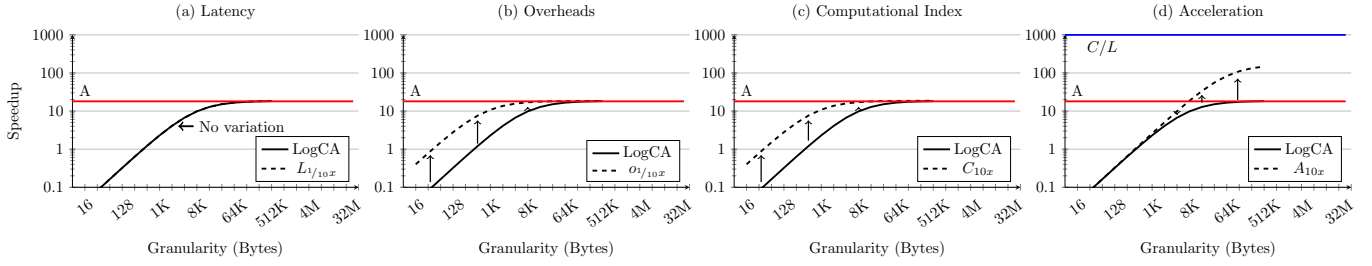 (a) Latency
1000
100
10
1
0.1
Speedup
A
No variation
LogCA
L1/10x
16
128
1K
8K
64K
512K
4M
32M
Granularity (Bytes)
(b) Overheads
1000
100
10
1
0.1
A
LogCA
o1/10x
16
128
1K
8K
64K
512K
4M
32M
Granularity (Bytes)
(c) Computational Index
1000
100
10
1
0.1
A
LogCA
C10x
16
128
1K
8K
64K
512K
4M
32M
Granularity (Bytes)
(d) Acceleration
1000
100
10
1
0.1
C/L
A
LogCA
A10x
16
128
1K
8K
64K
512K
4M
32M
Granularity (Bytes)